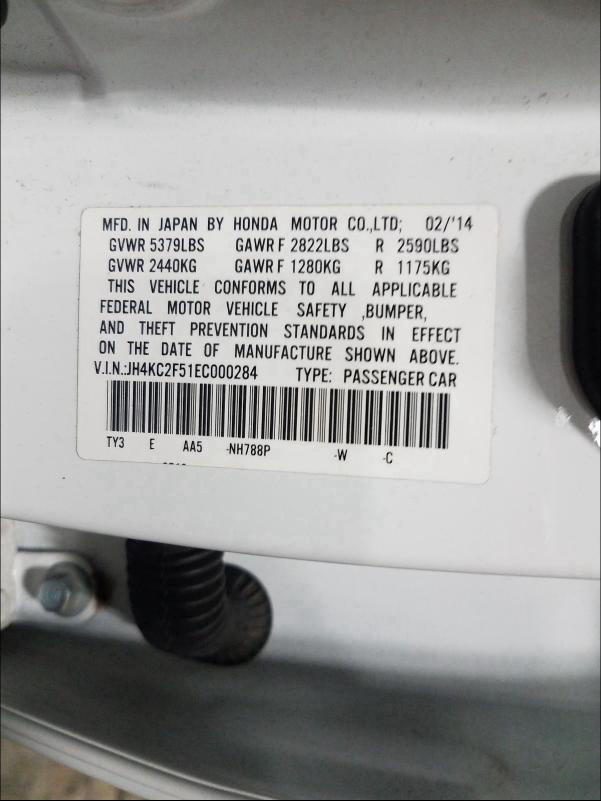 MFD. IN JAPAN BY HONDA MOTOR CO.,LTD; 02/'14
GVWR 5379LBS GAWR F 2822LBS R 2590LBS
GVWR 2440KG GAWR F 1280KG R 1175KG
THIS VEHICLE CONFORMS TO ALL APPLICABLE
FEDERAL MOTOR VEHICLE SAFETY ,BUMPER,
AND THEFT PREVENTION STANDARDS IN EFFECT
ON THE DATE OF MANUFACTURE SHOWN ABOVE.
V.I.N.:JH4KC2F51EC000284 TYPE: PASSENGER CAR
TY3 E AA5 -NH788P -W -C